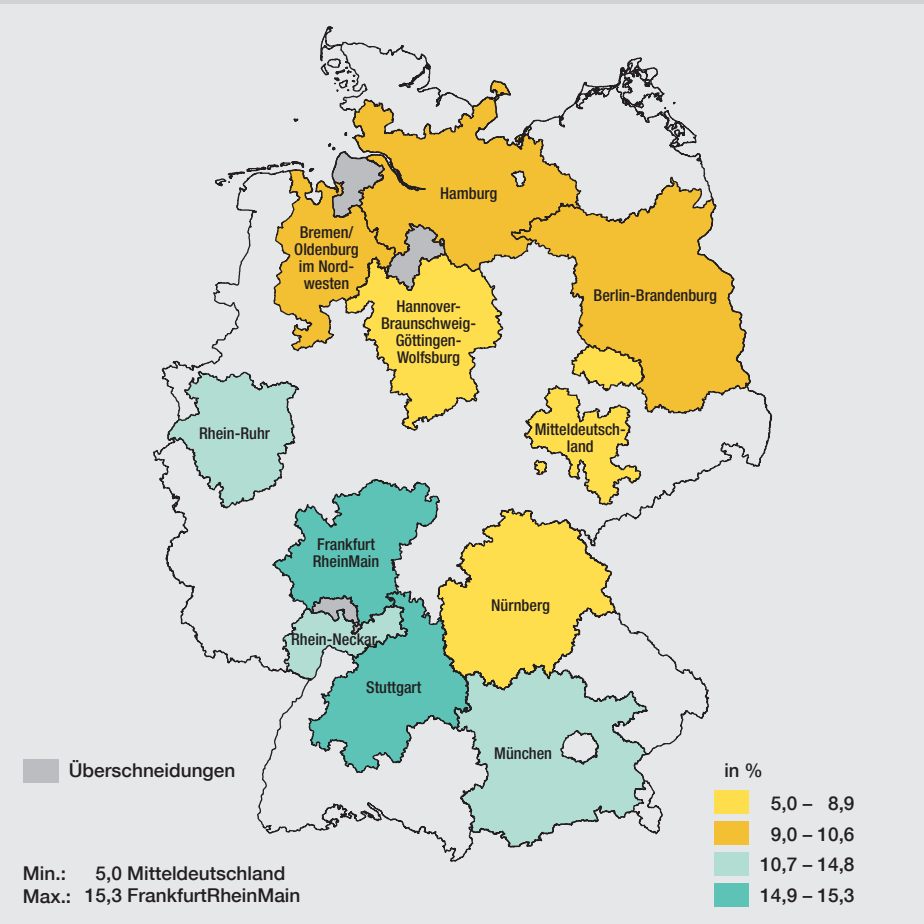 Hamburg
Bremen/
Oldenburg
im Nord-
westen
Berlin-Brandenburg
Hannover-
Braunschweig-
Göttingen-
Wolfsburg
Rhein-Ruhr
Mitteldeutsch-
land
Frankfurt
RheinMain
Nürnberg
Rhein-Neckar
Stuttgart
München
Überschneidungen
in %
5,0 – 8,9
9,0 – 10,6
10,7 – 14,8
14,9 – 15,3
Min.: 5,0 Mitteldeutschland
Max.: 15,3 FrankfurtRheinMain